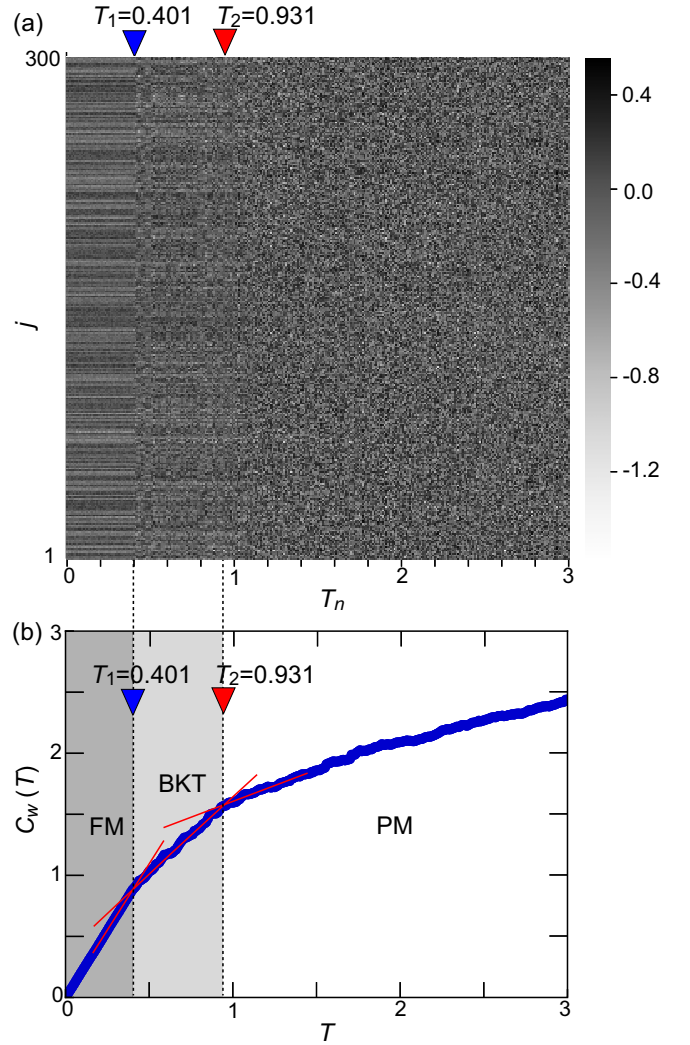 (a)
T1=0.401 T2=0.931
300
j
1
0 1 2 3
Tn
0.4
0.0
-0.4
-0.8
-1.2
(b)
3
2
1
0
Cw (T)
T1=0.401 T2=0.931
FM
BKT
PM
0 1 2 3
T